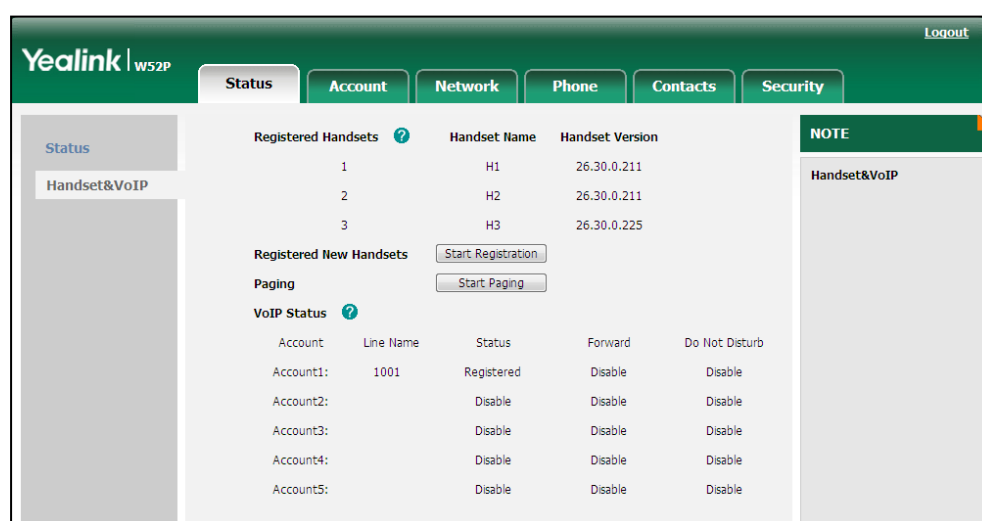 Logout
Yealink | W52P
Status Account Network Phone Contacts Security
Status
Handset&VoIP
Registered Handsets ? Handset Name Handset Version
1 H1 26.30.0.211
2 H2 26.30.0.211
3 H3 26.30.0.225
Registered New Handsets Start Registration
Paging Start Paging
VoIP Status ?
Account Line Name Status Forward Do Not Disturb
Account1: 1001 Registered Disable Disable
Account2: Disable Disable Disable
Account3: Disable Disable Disable
Account4: Disable Disable Disable
Account5: Disable Disable Disable
NOTE
Handset&VoIP